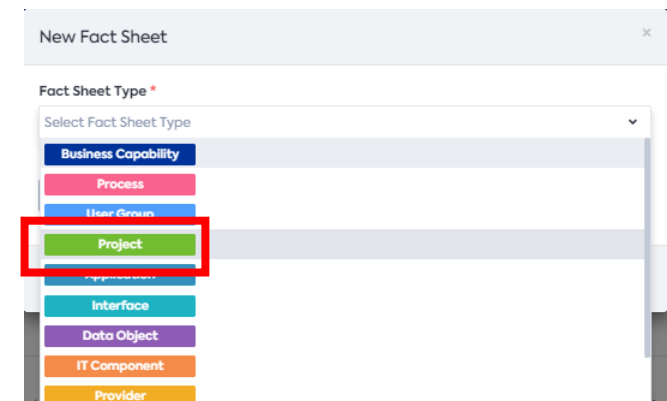 New Fact Sheet ×
Fact Sheet Type *
Select Fact Sheet Type
Business Capability
Process
User Group
Project
Application
Interface
Data Object
IT Component
Provider